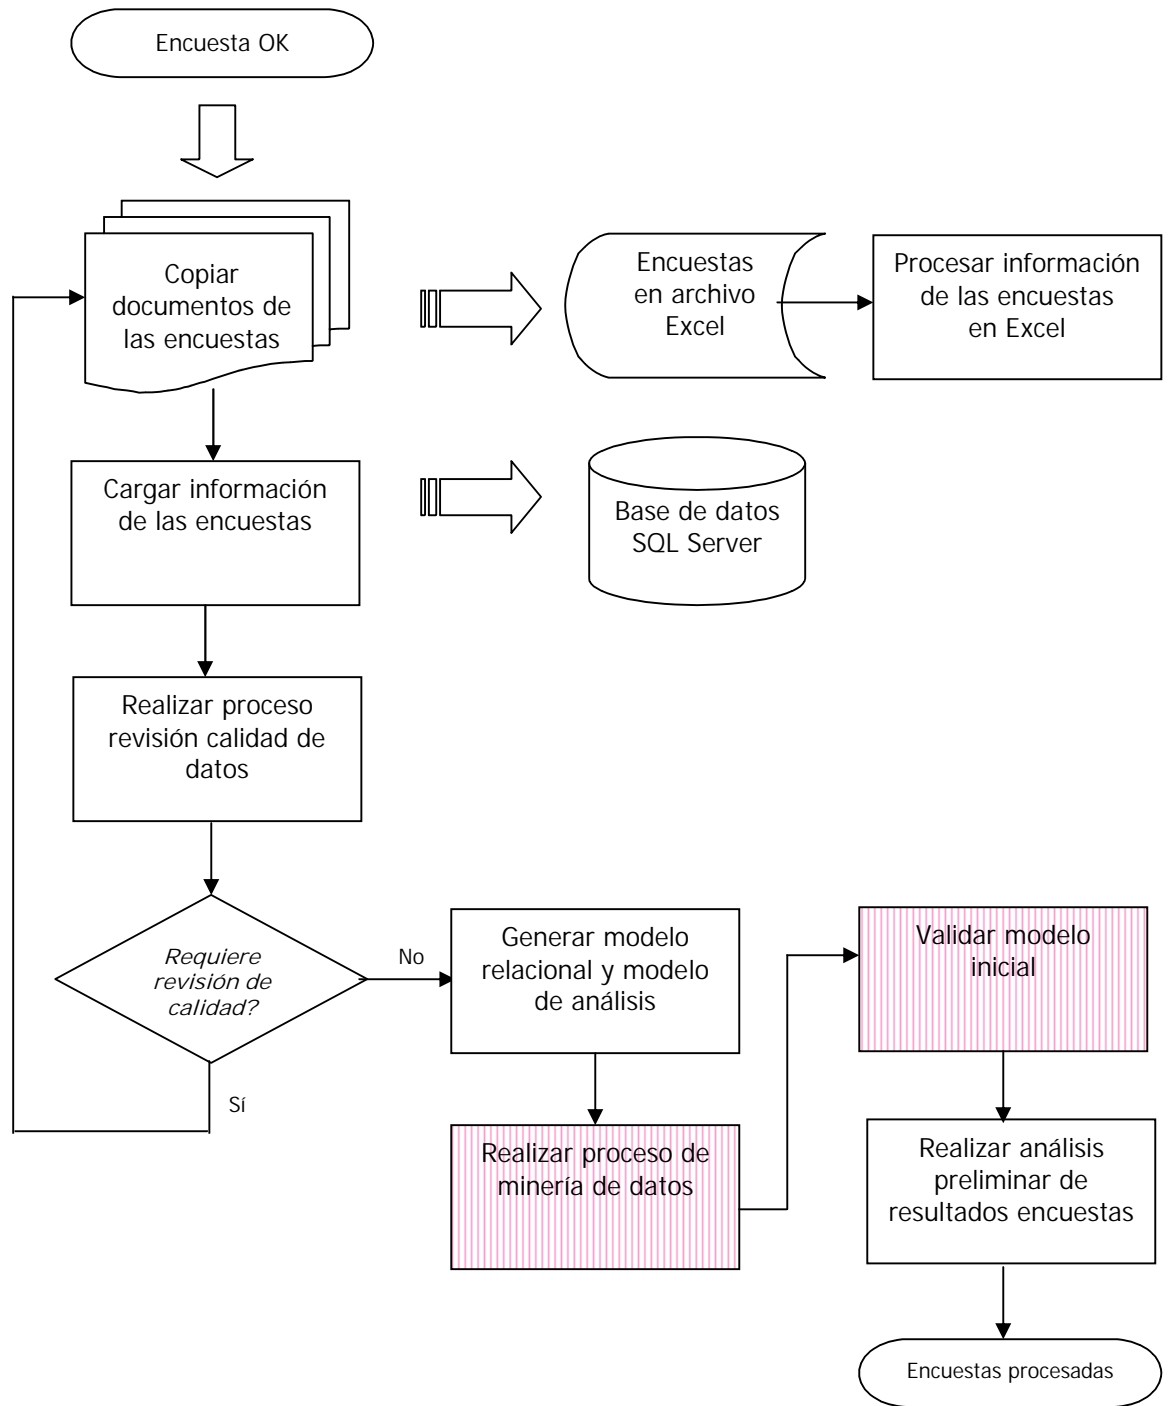 Encuesta OK
Copiar
documentos de
las encuestas
Encuestas
en archivo
Excel
Procesar información
de las encuestas
en Excel
Cargar información
de las encuestas
Base de datos
SQL Server
Realizar proceso
revisión calidad de
datos
Requiere
revisión de
calidad?
No
Sí
Generar modelo
relacional y modelo
de análisis
Realizar proceso de
minería de datos
Validar modelo
inicial
Realizar análisis
preliminar de
resultados encuestas
Encuestas procesadas